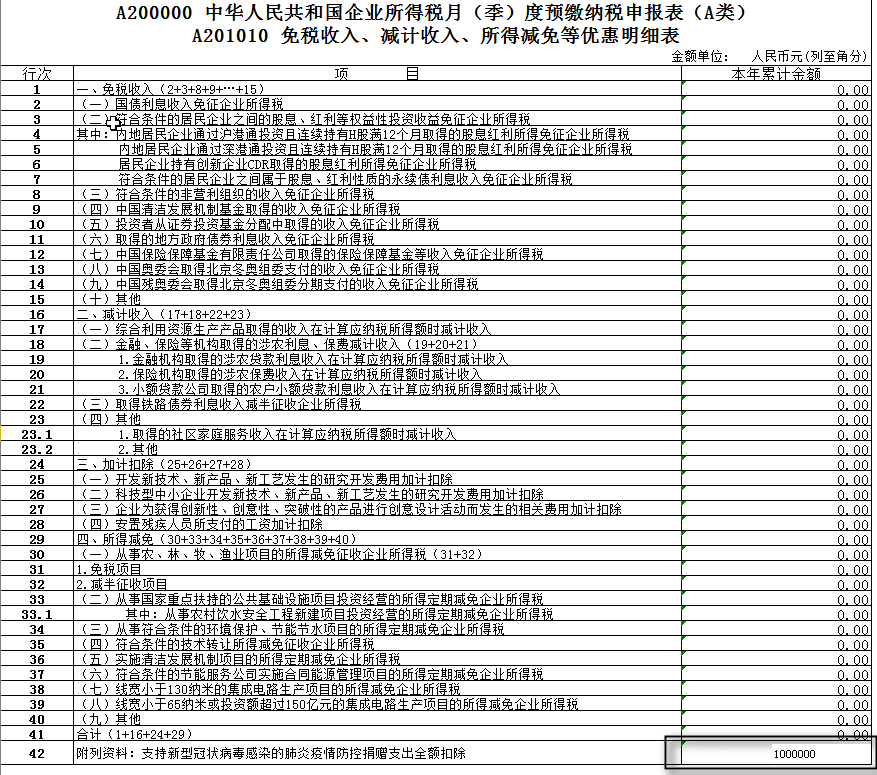 A200000 中华人民共和国企业所得税月（季）度预缴纳税申报表（A类）
A201010 免税收入、减计收入、所得减免等优惠明细表
金额单位： 人民币元(列至角分)
行次 项 目 本年累计金额
1 一、免税收入（2+3+8+9+…+15） 0.00
2 （一）国债利息收入免征企业所得税 0.00
3 （二）符合条件的居民企业之间的股息、红利等权益性投资收益免征企业所得税 0.00
4 其中：内地居民企业通过沪港通投资且连续持有H股满12个月取得的股息红利所得免征企业所得税 0.00
5 内地居民企业通过深港通投资且连续持有H股满12个月取得的股息红利所得免征企业所得税 0.00
6 居民企业持有创新企业CDR取得的股息红利所得免征企业所得税 0.00
7 符合条件的居民企业之间属于股息、红利性质的永续债利息收入免征企业所得税 0.00
8 （三）符合条件的非营利组织的收入免征企业所得税 0.00
9 （四）中国清洁发展机制基金取得的收入免征企业所得税 0.00
10 （五）投资者从证券投资基金分配中取得的收入免征企业所得税 0.00
11 （六）取得的地方政府债券利息收入免征企业所得税 0.00
12 （七）中国保险保障基金有限责任公司取得的保险保障基金等收入免征企业所得税 0.00
13 （八）中国奥委会取得北京冬奥组委支付的收入免征企业所得税 0.00
14 （九）中国残奥委会取得北京冬奥组委分期支付的收入免征企业所得税 0.00
15 （十）其他 0.00
16 二、减计收入（17+18+22+23） 0.00
17 （一）综合利用资源生产产品取得的收入在计算应纳税所得额时减计收入 0.00
18 （二）金融、保险等机构取得的涉农利息、保费减计收入（19+20+21） 0.00
19 1.金融机构取得的涉农贷款利息收入在计算应纳税所得额时减计收入 0.00
20 2.保险机构取得的涉农保费收入在计算应纳税所得额时减计收入 0.00
21 3.小额贷款公司取得的农户小额贷款利息收入在计算应纳税所得额时减计收入 0.00
22 （三）取得铁路债券利息收入减半征收企业所得税 0.00
23 （四）其他 0.00
23.1 1.取得的社区家庭服务收入在计算应纳税所得额时减计收入 0.00
23.2 2.其他 0.00
24 三、加计扣除（25+26+27+28） 0.00
25 （一）开发新技术、新产品、新工艺发生的研究开发费用加计扣除 0.00
26 （二）科技型中小企业开发新技术、新产品、新工艺发生的研究开发费用加计扣除 0.00
27 （三）企业为获得创新性、创意性、突破性的产品进行创意设计活动而发生的相关费用加计扣除 0.00
28 （四）安置残疾人员所支付的工资加计扣除 0.00
29 四、所得减免（30+33+34+35+36+37+38+39+40） 0.00
30 （一）从事农、林、牧、渔业项目的所得减免征收企业所得税（31+32） 0.00
31 1.免税项目 0.00
32 2.减半征收项目 0.00
33 （二）从事国家重点扶持的公共基础设施项目投资经营的所得定期减免企业所得税 0.00
33.1 其中：从事农村饮水安全工程新建项目投资经营的所得定期减免企业所得税 0.00
34 （三）从事符合条件的环境保护、节能节水项目的所得定期减免企业所得税 0.00
35 （四）符合条件的技术转让所得减免征收企业所得税 0.00
36 （五）实施清洁发展机制项目的所得定期减免企业所得税 0.00
37 （六）符合条件的节能服务公司实施合同能源管理项目的所得定期减免企业所得税 0.00
38 （七）线宽小于130纳米的集成电路生产项目的所得减免企业所得税 0.00
39 （八）线宽小于65纳米或投资额超过150亿元的集成电路生产项目的所得减免企业所得税 0.00
40 （九）其他 0.00
41 合计（1+16+24+29） 0.00
42 附列资料：支持新型冠状病毒感染的肺炎疫情防控捐赠支出全额扣除 1000000